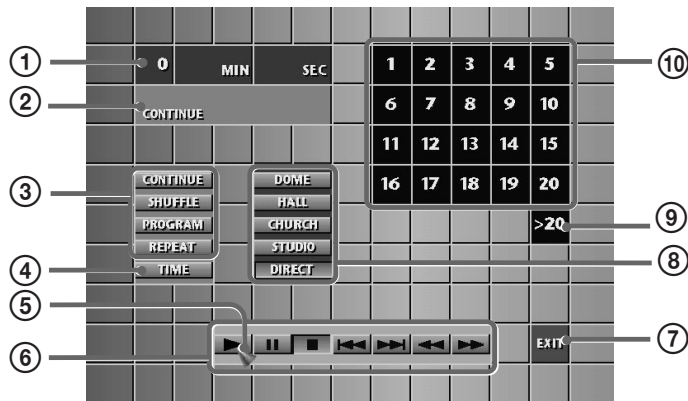 ① 0 MIN SEC
② CONTINUE
1 2 3 4 5 ⑩
6 7 8 9 10
11 12 13 14 15
16 17 18 19 20
>20 ⑨
③ CONTINUE
SHUFFLE
PROGRAM
REPEAT
④ TIME
DOME
HALL
CHURCH
STUDIO
DIRECT
⑧
⑤
⑥
EXIT ⑦